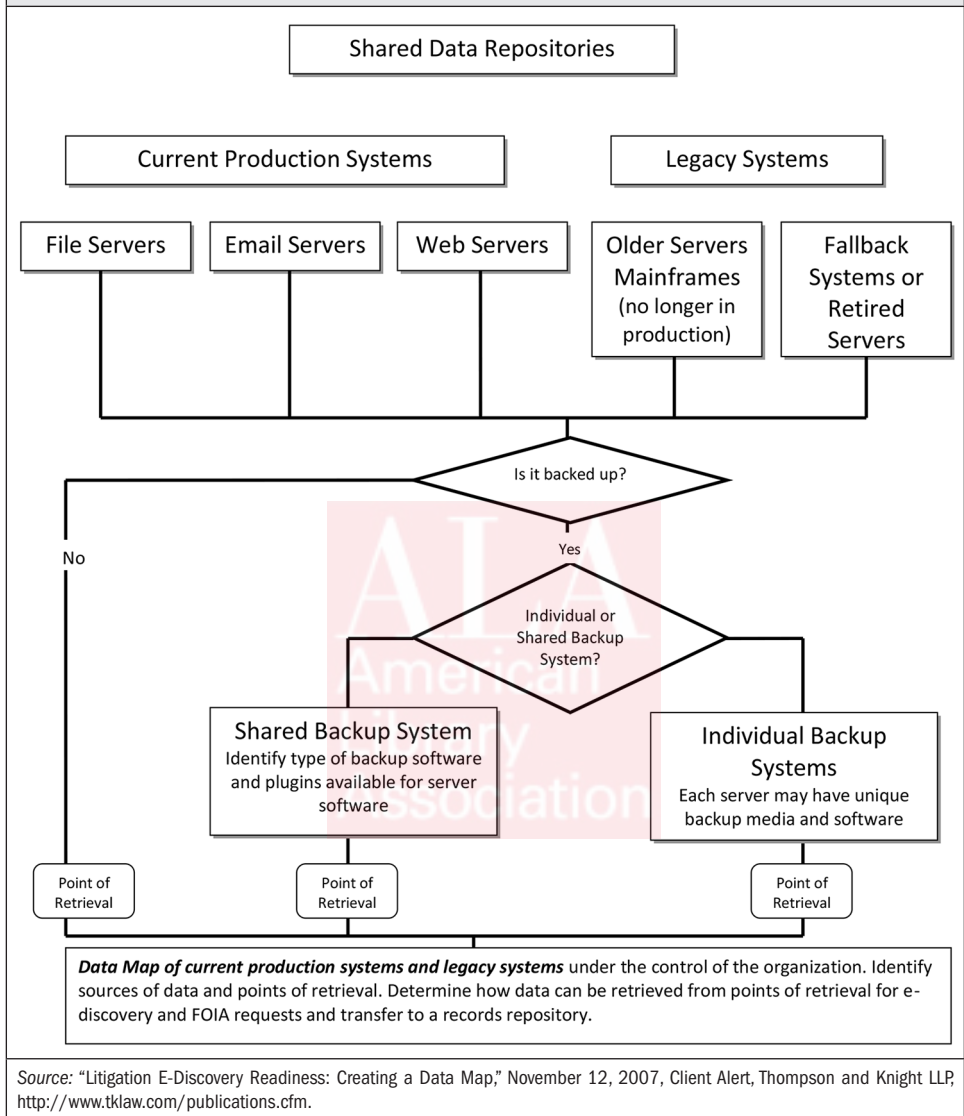 Shared Data Repositories
Current Production Systems
Legacy Systems
File Servers
Email Servers
Web Servers
Older Servers
Mainframes
(no longer in
production)
Fallback
Systems or
Retired
Servers
Is it backed up?
No
Yes
Individual or
Shared Backup
System?
ALA
American
Library
Association
Shared Backup System
Identify type of backup software
and plugins available for server
software
Individual Backup
Systems
Each server may have unique
backup media and software
Point of
Retrieval
Point of
Retrieval
Point of
Retrieval
Data Map of current production systems and legacy systems under the control of the organization. Identify
sources of data and points of retrieval. Determine how data can be retrieved from points of retrieval for e-
discovery and FOIA requests and transfer to a records repository.
Source: “Litigation E-Discovery Readiness: Creating a Data Map,” November 12, 2007, Client Alert, Thompson and Knight LLP,
http://www.tklaw.com/publications.cfm.